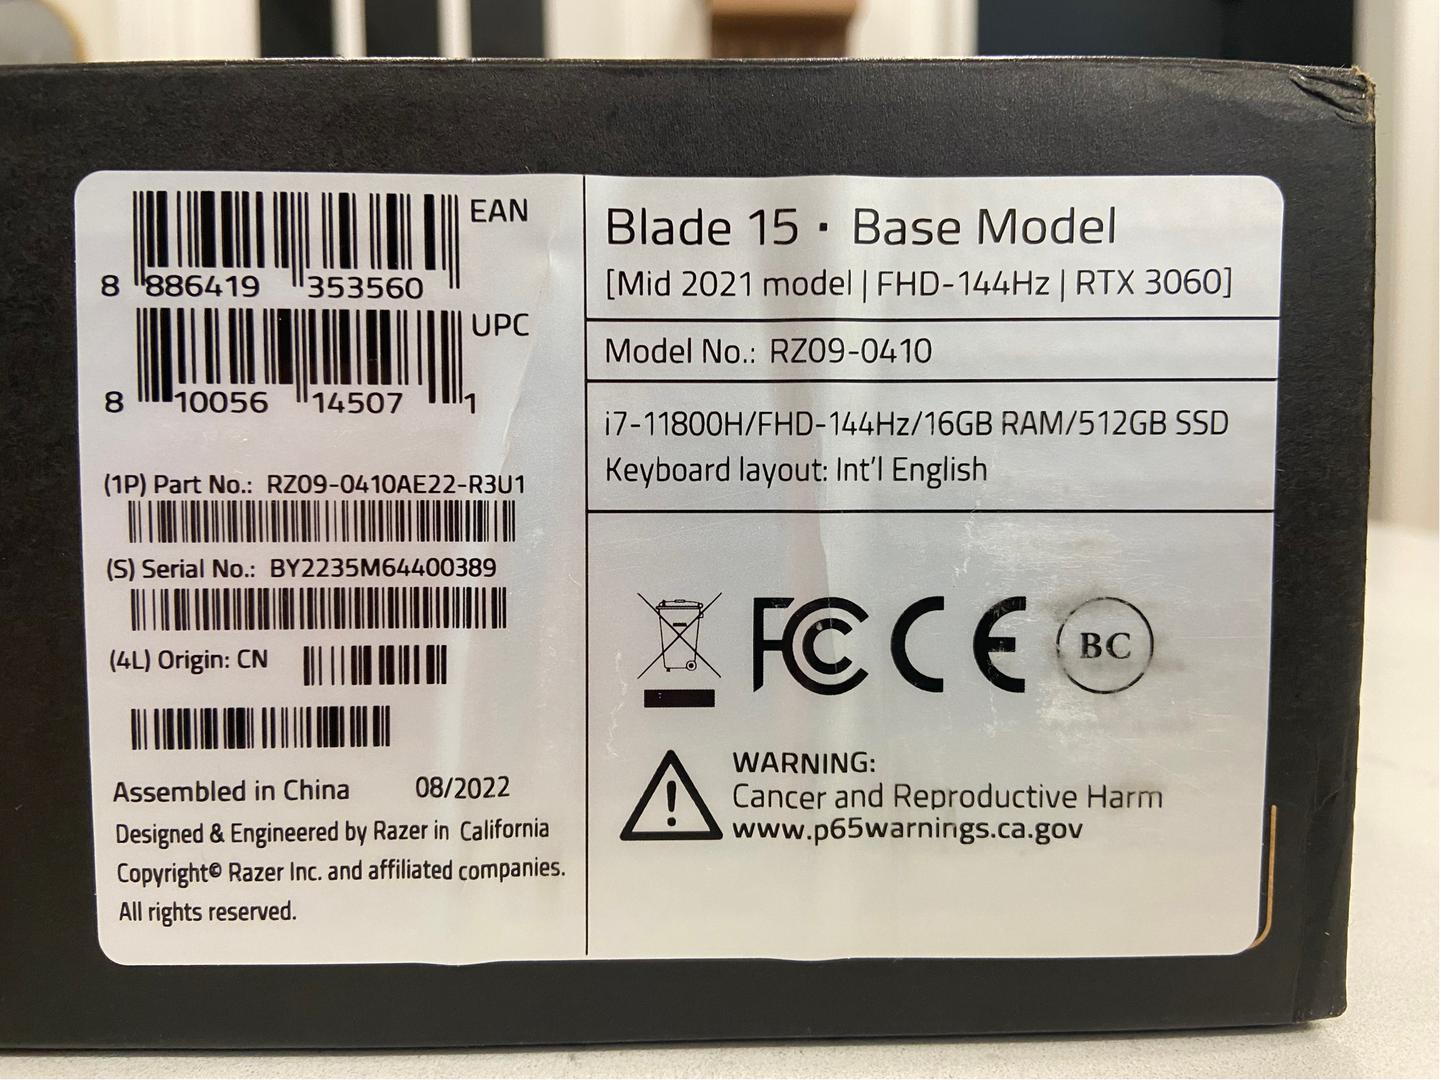 EAN
8 886419 353560
UPC
8 10056 14507 1
(1P) Part No.: RZ09-0410AE22-R3U1
(S) Serial No.: BY2235M64400389
(4L) Origin: CN
Assembled in China 08/2022
Designed & Engineered by Razer in California
Copyright© Razer Inc. and affiliated companies.
All rights reserved.
Blade 15 · Base Model
[Mid 2021 model | FHD-144Hz | RTX 3060]
Model No.: RZ09-0410
i7-11800H/FHD-144Hz/16GB RAM/512GB SSD
Keyboard layout: Int'l English
FC CE BC
WARNING:
Cancer and Reproductive Harm
www.p65warnings.ca.gov